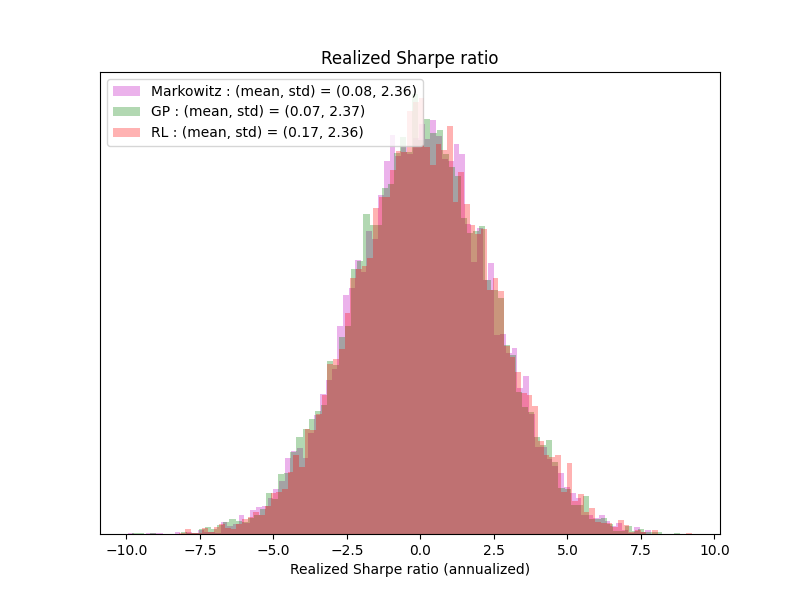 Realized Sharpe ratio
Markowitz : (mean, std) = (0.08, 2.36)
GP : (mean, std) = (0.07, 2.37)
RL : (mean, std) = (0.17, 2.36)
−10.0 −7.5 −5.0 −2.5 0.0 2.5 5.0 7.5 10.0
Realized Sharpe ratio (annualized)